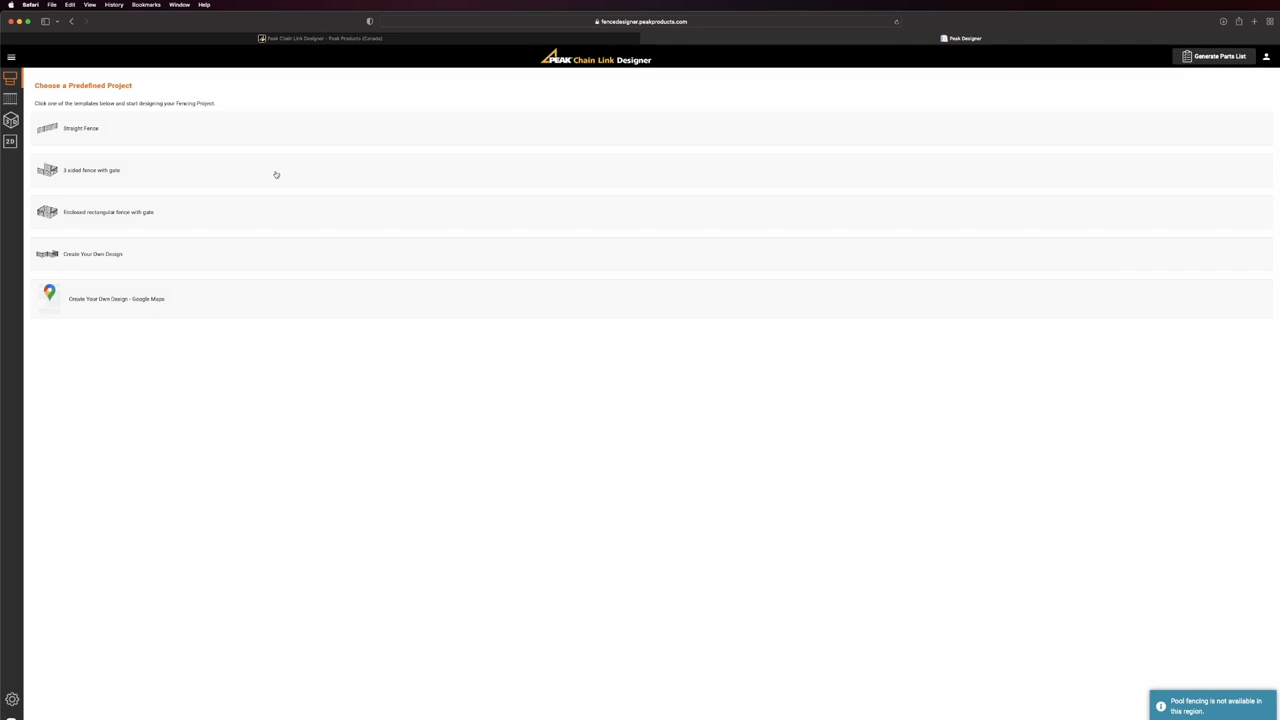 Safari File Edit View History Bookmarks Window Help
fencedesigner.peakproducts.com
Peak Chain Link Designer - Peak Products (Canada)
Peak Designer
PEAK Chain Link Designer
Generate Parts List
Choose a Predefined Project
Click one of the templates below and start designing your Fencing Project.
Straight Fence
3D
2D
3 sided fence with gate
Enclosed rectangular fence with gate
Create Your Own Design
Create Your Own Design - Google Maps
Pool fencing is not available in
this region.